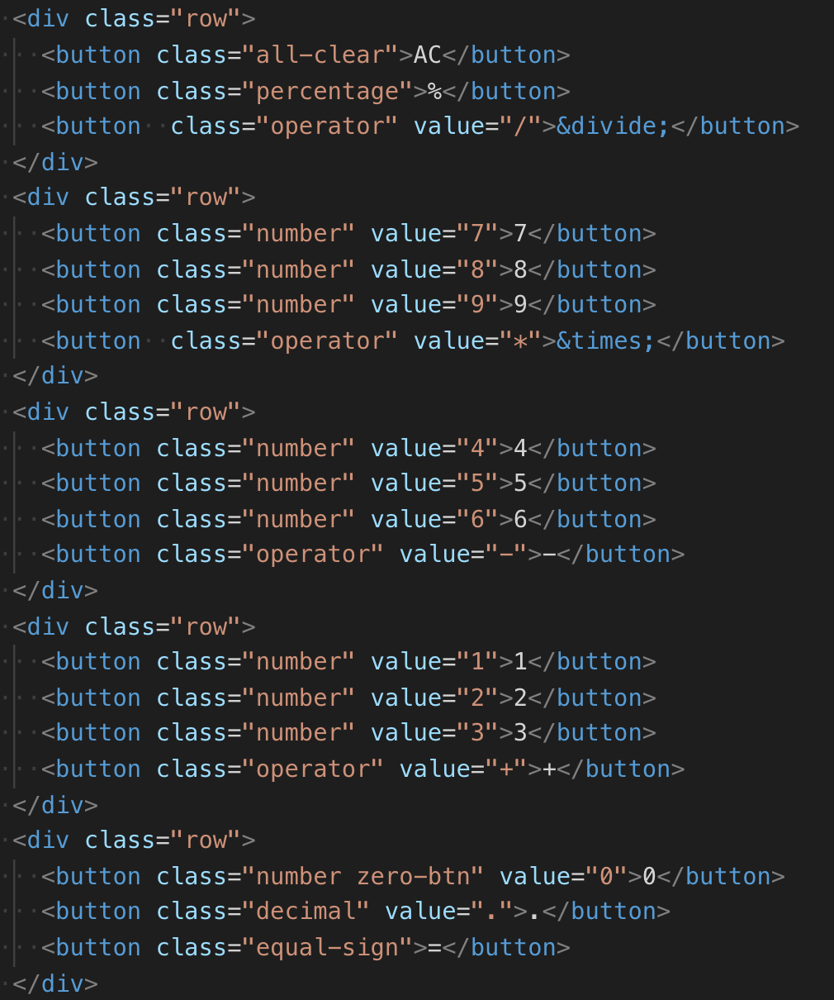 <div class="row">
  <button class="all-clear">AC</button>
  <button class="percentage">%</button>
  <button  class="operator" value="/">&divide;</button>
</div>
<div class="row">
  <button class="number" value="7">7</button>
  <button class="number" value="8">8</button>
  <button class="number" value="9">9</button>
  <button  class="operator" value="*">&times;</button>
</div>
<div class="row">
  <button class="number" value="4">4</button>
  <button class="number" value="5">5</button>
  <button class="number" value="6">6</button>
  <button class="operator" value="-">-</button>
</div>
<div class="row">
  <button class="number" value="1">1</button>
  <button class="number" value="2">2</button>
  <button class="number" value="3">3</button>
  <button class="operator" value="+">+</button>
</div>
<div class="row">
  <button class="number zero-btn" value="0">0</button>
  <button class="decimal" value=".">.</button>
  <button class="equal-sign">=</button>
</div>